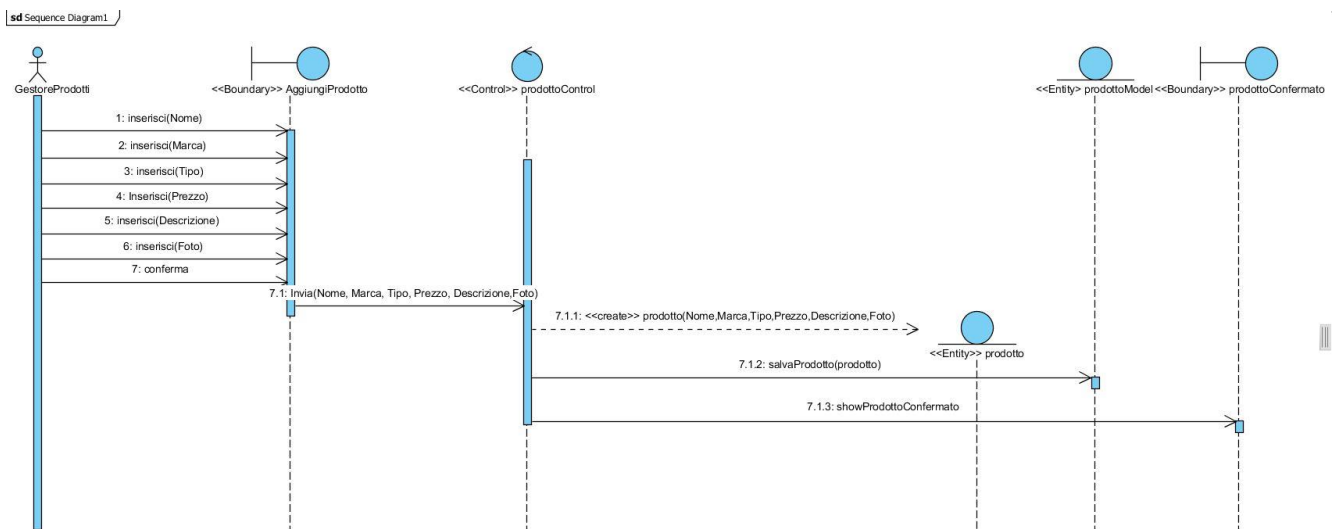 sd Sequence Diagram1
GestoreProdotti
<<Boundary>> AggiungiProdotto
<<Control>> prodottoControl
<<Entity> prodottoModel
<<Boundary>> prodottoConfermato
1: inserisci(Nome)
2: inserisci(Marca)
3: inserisci(Tipo)
4: Inserisci(Prezzo)
5: inserisci(Descrizione)
6: inserisci(Foto)
7: conferma
7.1: Invia(Nome, Marca, Tipo, Prezzo, Descrizione,Foto)
7.1.1: <<create>> prodotto(Nome,Marca,Tipo,Prezzo,Descrizione,Foto)
<<Entity>> prodotto
7.1.2: salvaProdotto(prodotto)
7.1.3: showProdottoConfermato